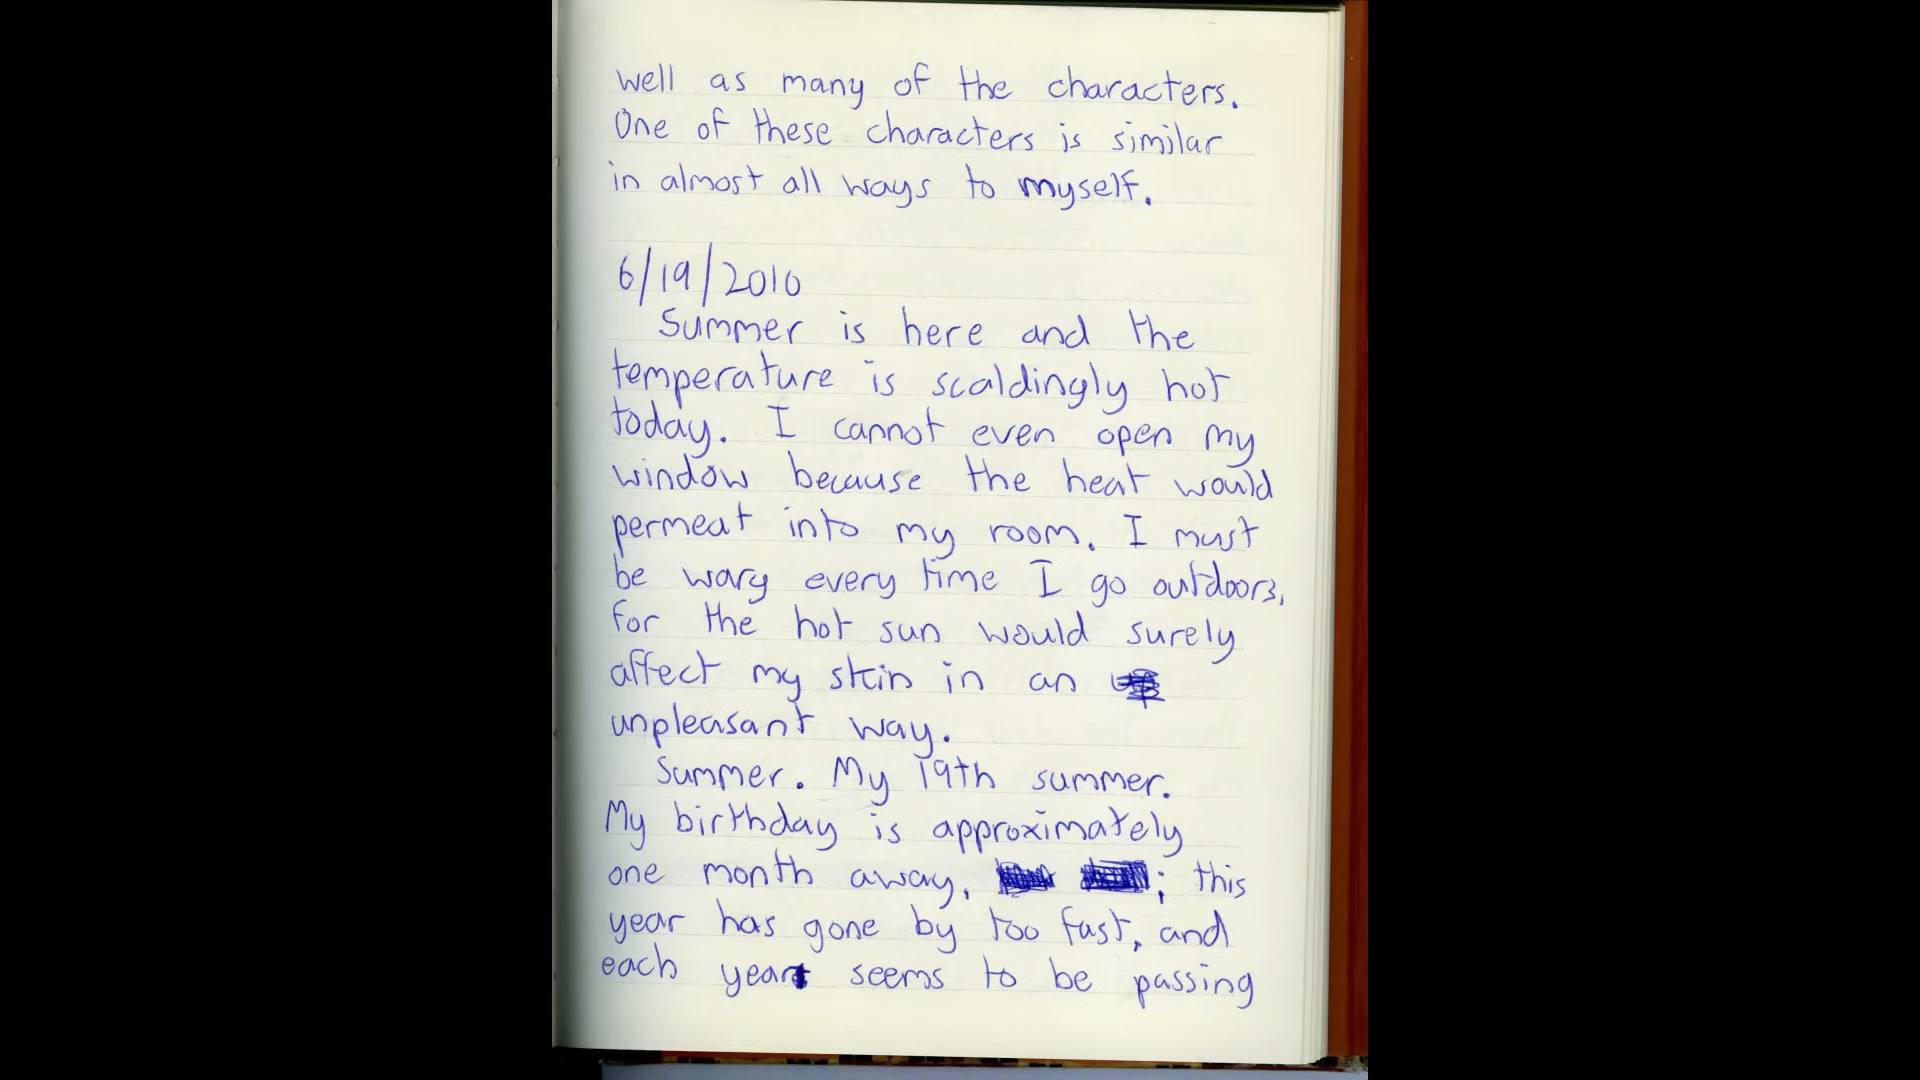 well as many of the characters.
One of these characters is similar
in almost all ways to myself.
6/19/2010
Summer is here and the
temperature is scaldingly hot
today. I cannot even open my
window because the heat would
permeat into my room. I must
be wary every time I go outdoors,
for the hot sun would surely
affect my skin in an
unpleasant way.
Summer. My 19th summer.
My birthday is approximately
one month away, ; this
year has gone by too fast, and
each year seems to be passing